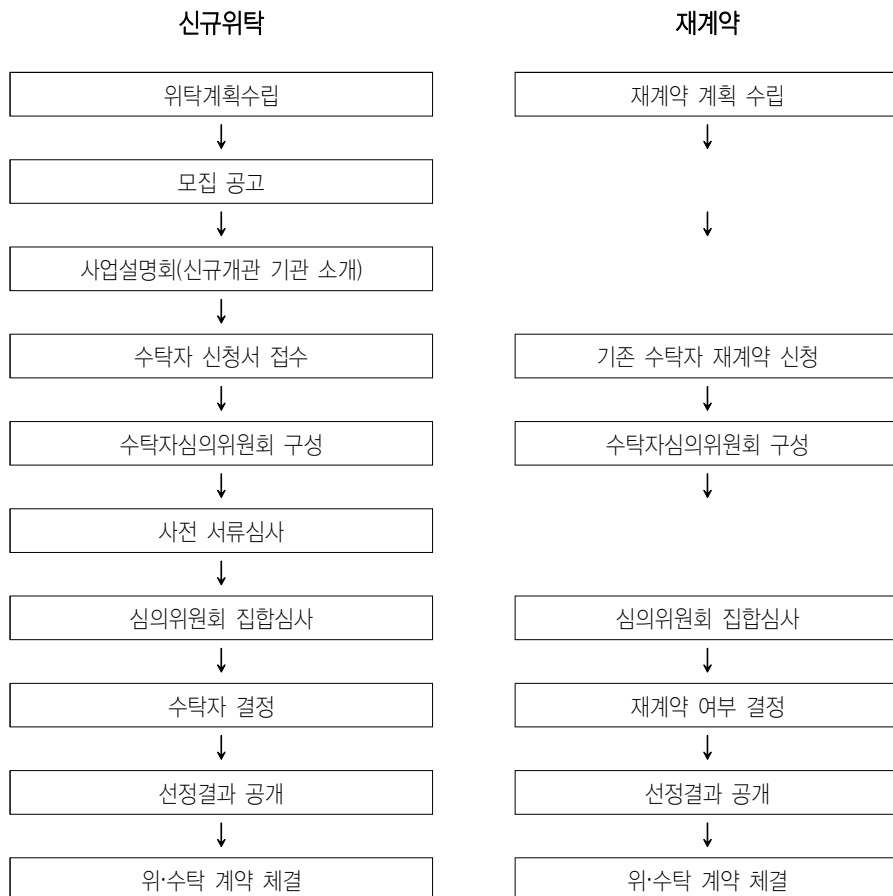 신규위탁
위탁계획수립
↓
모집 공고
↓
사업설명회(신규개관 기관 소개)
↓
수탁자 신청서 접수
↓
수탁자심의위원회 구성
↓
사전 서류심사
↓
심의위원회 집합심사
↓
수탁자 결정
↓
선정결과 공개
↓
위·수탁 계약 체결
재계약
재계약 계획 수립
↓
↓
기존 수탁자 재계약 신청
↓
수탁자심의위원회 구성
↓
심의위원회 집합심사
↓
재계약 여부 결정
↓
선정결과 공개
↓
위·수탁 계약 체결